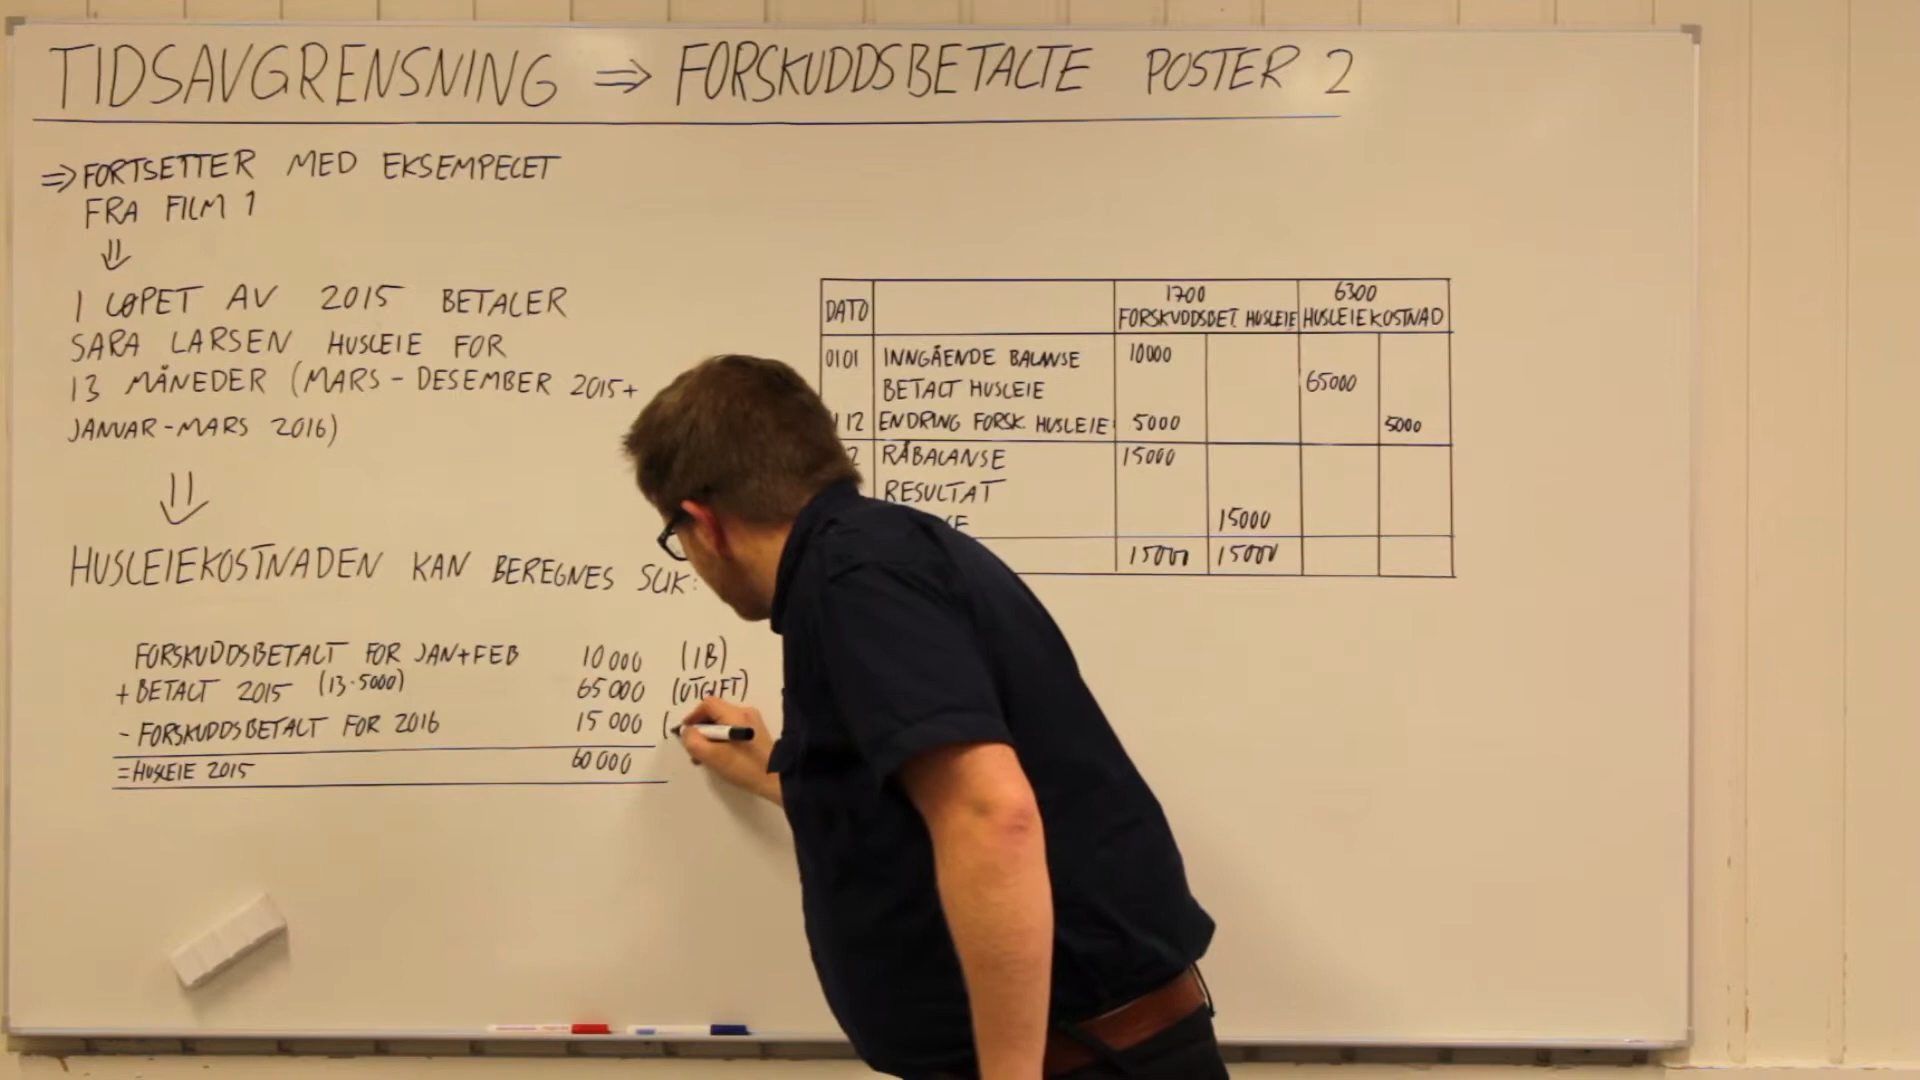 TIDSAVGRENSNING ⇒ FORSKUDDSBETALTE POSTER 2
⇒ FORTSETTER MED EKSEMPELET
FRA FILM 1
⇓
I LØPET AV 2015 BETALER
SARA LARSEN HUSLEIE FOR
13 MÅNEDER (MARS - DESEMBER 2015+
JANUAR - MARS 2016)
⇓
HUSLEIEKOSTNADEN KAN BEREGNES SLIK:
FORSKUDDSBETALT FOR JAN+FEB 10 000 (IB)
+ BETALT 2015 (13·5000) 65 000 (UTGIFT)
- FORSKUDDSBETALT FOR 2016 15 000 (
= HUSLEIE 2015 60 000
DATO 1700 6300
FORSKUDDSBET. HUSLEIE HUSLEIEKOSTNAD
0101 INNGÅENDE BALANSE 10000
BETALT HUSLEIE 65000
12 ENDRING FORSK. HUSLEIE 5000 5000
2 RÅBALANSE 15000
RESULTAT
15000
15000 15000